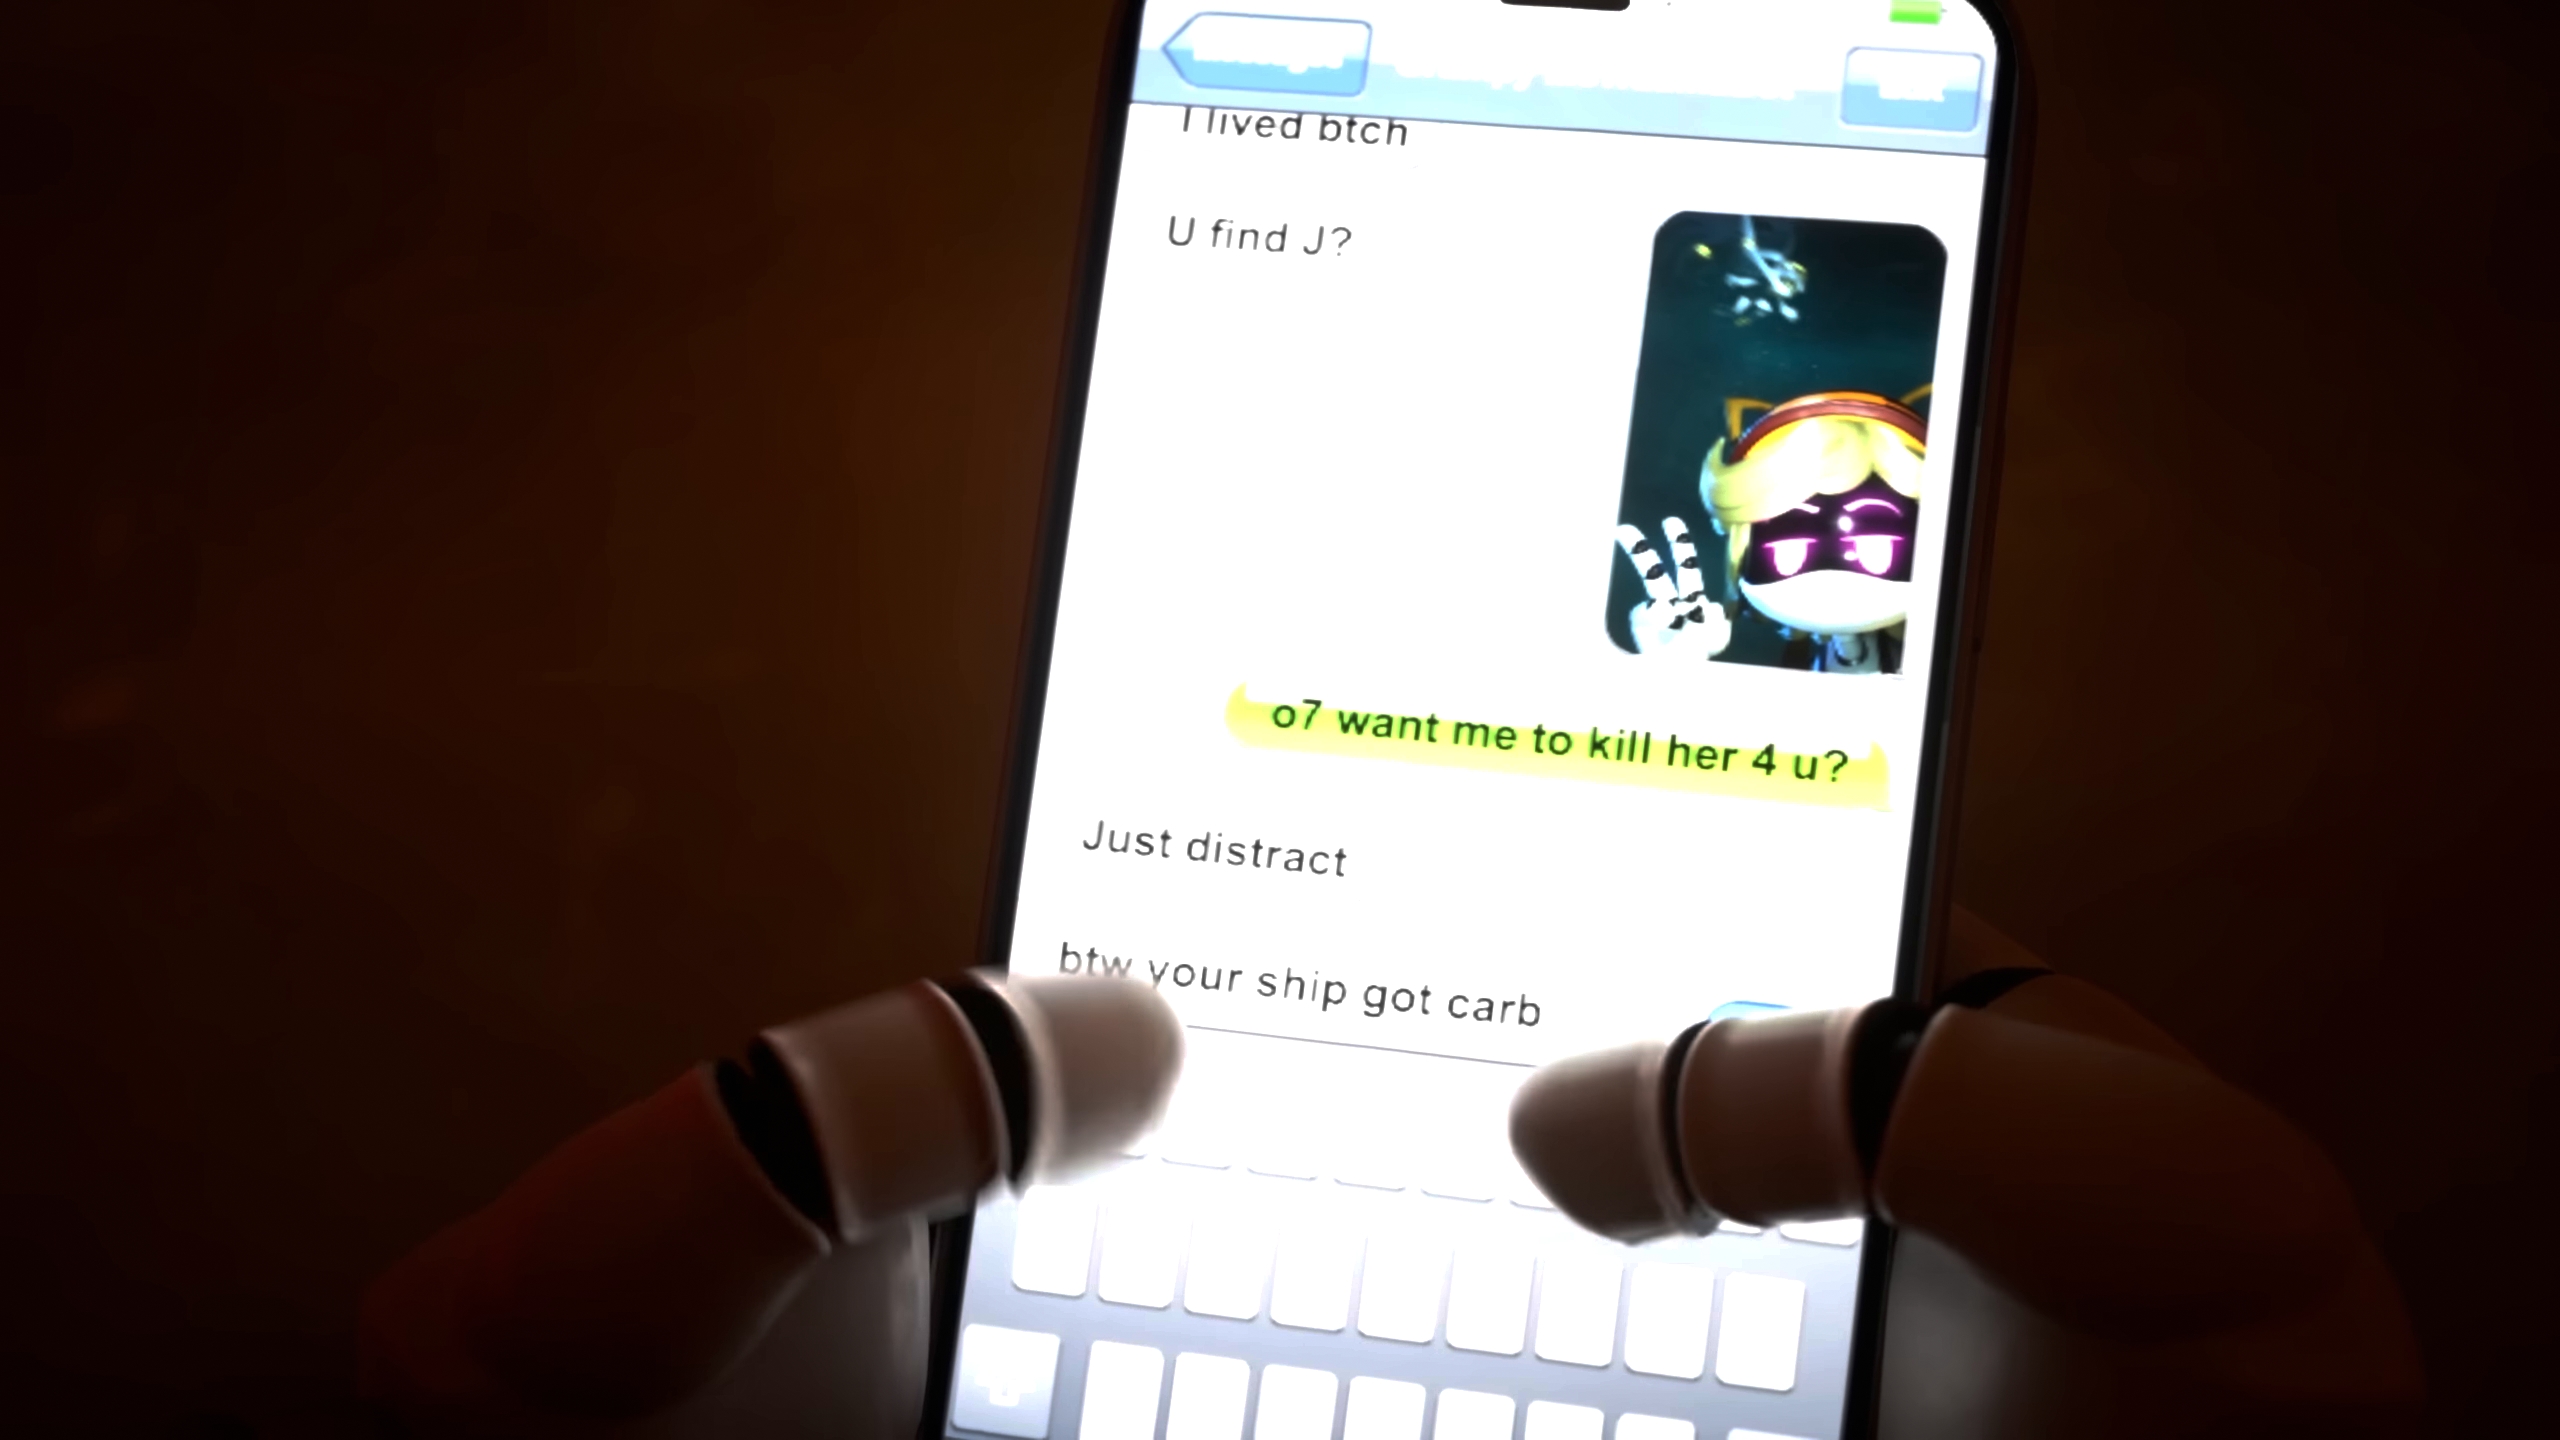 I lived btch
U find J?
o7 want me to kill her 4 u?
Just distract
btw your ship got carb